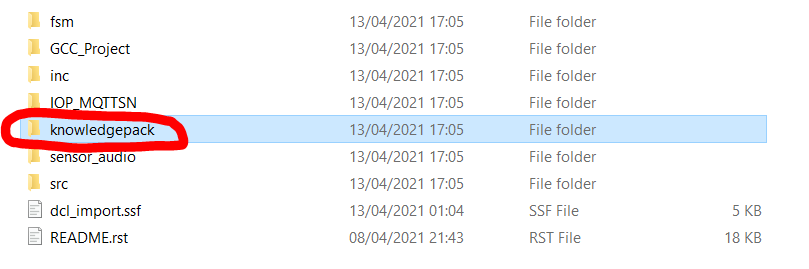 fsm 13/04/2021 17:05 File folder
GCC_Project 13/04/2021 17:05 File folder
inc 13/04/2021 17:05 File folder
IOP_MQTTSN 13/04/2021 17:05 File folder
knowledgepack 13/04/2021 17:05 File folder
sensor_audio 13/04/2021 17:05 File folder
src 13/04/2021 17:05 File folder
dcl_import.ssf 13/04/2021 01:04 SSF File 5 KB
README.rst 08/04/2021 21:43 RST File 18 KB